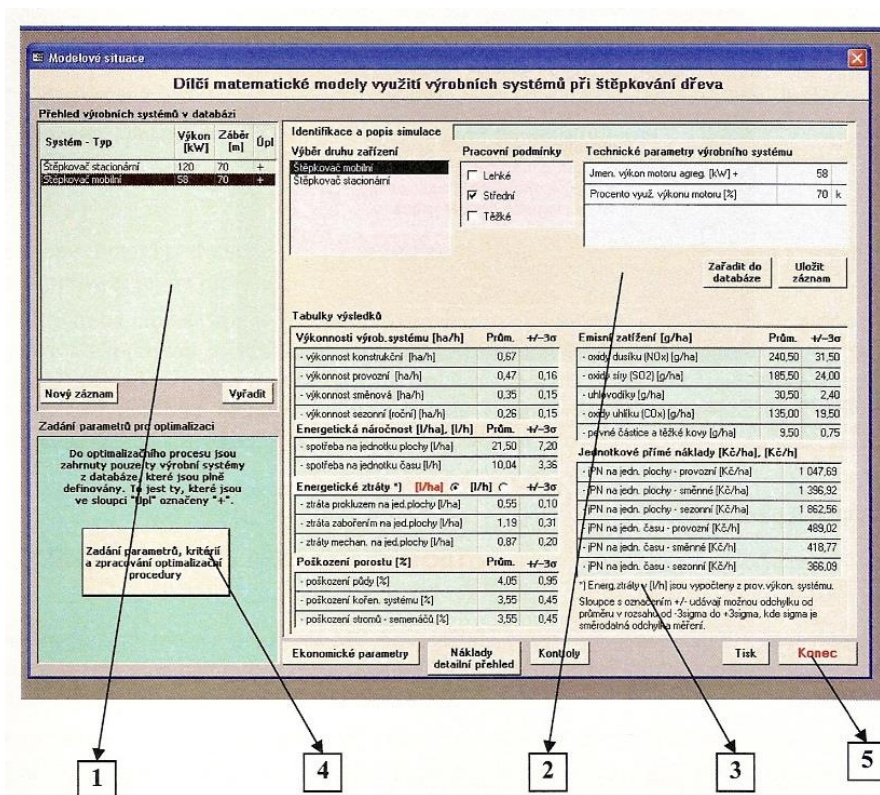 Modelové situace
Dílčí matematické modely využití výrobních systémů při štěpkování dřeva
Přehled výrobních systémů v databázi
Systém - Typ Výkon [kW] Záběr [m] Úpl
Štěpkovač stacionární 120 70 +
Štěpkovač mobilní 58 70 +
Nový záznam Vyřadit
Zadání parametrů pro optimalizaci
Do optimalizačního procesu jsou
zahrnuty pouze ty výrobní systémy
z databáze, které jsou plně
definovány. To jest ty, které jsou
ve sloupci "Úpl" označeny "+".
Zadání parametrů, kritérií
a zpracování optimalizační
procedury
Identifikace a popis simulace
Výběr druhu zařízení
Štěpkovač mobilní
Štěpkovač stacionární
Pracovní podmínky
Lehké
Střední
Těžké
Technické parametry výrobního systému
Jmen. výkon motoru agreg. [kW] + 58
Procento využ. výkonu motoru [%] 70 k
Zařadit do
databáze
Uložit
záznam
Tabulky výsledků
Výkonnosti výrob.systému [ha/h] Prům. +/-3σ
- výkonnost konstrukční [ha/h] 0,67
- výkonnost provozní [ha/h] 0,47 0,16
- výkonnost směnová [ha/h] 0,35 0,15
- výkonnost sezonní (roční) [ha/h] 0,26 0,15
Energetická náročnost [l/ha], [l/h] Prům. +/-3σ
- spotřeba na jednotku plochy [l/ha] 21,50 7,20
- spotřeba na jednotku času [l/h] 10,04 3,36
Energetické ztráty *) [l/ha] [l/h] +/-3σ
- ztráta prokluzem na jed.plochy [l/ha] 0,55 0,10
- ztráta zabořením na jed.plochy [l/ha] 1,19 0,31
- ztráty mechan. na jed.plochy [l/ha] 0,87 0,20
Poškození porostu [%] Prům. +/-3σ
- poškození půdy [%] 4,05 0,95
- poškození kořen. systému [%] 3,55 0,45
- poškození stromů - semenáčů [%] 3,55 0,45
Emisní zatížení [g/ha] Prům. +/-3σ
- oxidy dusíku (NOx) [g/ha] 240,50 31,50
- oxidy síry (SO2) [g/ha] 185,50 24,00
- uhlovodíky [g/ha] 30,50 2,40
- oxidy uhlíku (COx) [g/ha] 135,00 19,50
- pevné částice a těžké kovy [g/ha] 9,50 0,75
Jednotkové přímé náklady [Kč/ha], [Kč/h]
- jPN na jedn. plochy - provozní [Kč/ha] 1 047,69
- jPN na jedn. plochy - směnné [Kč/ha] 1 396,92
- jPN na jedn. plochy - sezonní [Kč/ha] 1 862,56
- jPN na jedn. času - provozní [Kč/h] 489,02
- jPN na jedn. času - směnné [Kč/h] 418,77
- jPN na jedn. času - sezonní [Kč/h] 366,09
*) Energ.ztráty v [l/h] jsou vypočteny z prov.výkon. systému.
Sloupce s označením +/- udávají možnou odchylku od
průměru v rozsahu od -3sigma do +3sigma, kde sigma je
směrodatná odchylka měření.
Ekonomické parametry
Náklady
detailní přehled
Kontroly
Tisk
Konec
1
4
2
3
5